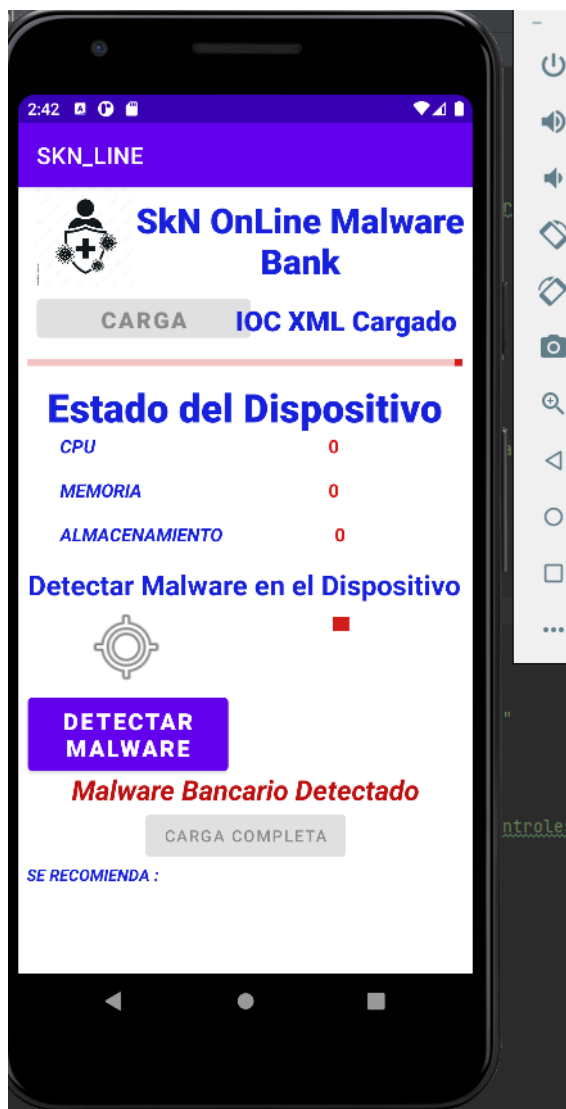 2:42
SKN_LINE
SkN OnLine Malware
Bank
CARGA
IOC XML Cargado
Estado del Dispositivo
CPU 0
MEMORIA 0
ALMACENAMIENTO 0
Detectar Malware en el Dispositivo
DETECTAR
MALWARE
Malware Bancario Detectado
CARGA COMPLETA
SE RECOMIENDA :
"
ntroles